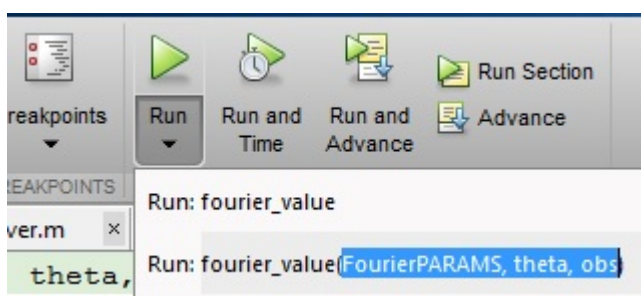 reakpoints
Run
Run and
Time
Run and
Advance
Run Section
Advance
EAKPOINTS
Run: fourier_value
ver.m ×
Run: fourier_value(FourierPARAMS, theta, obs)
theta,